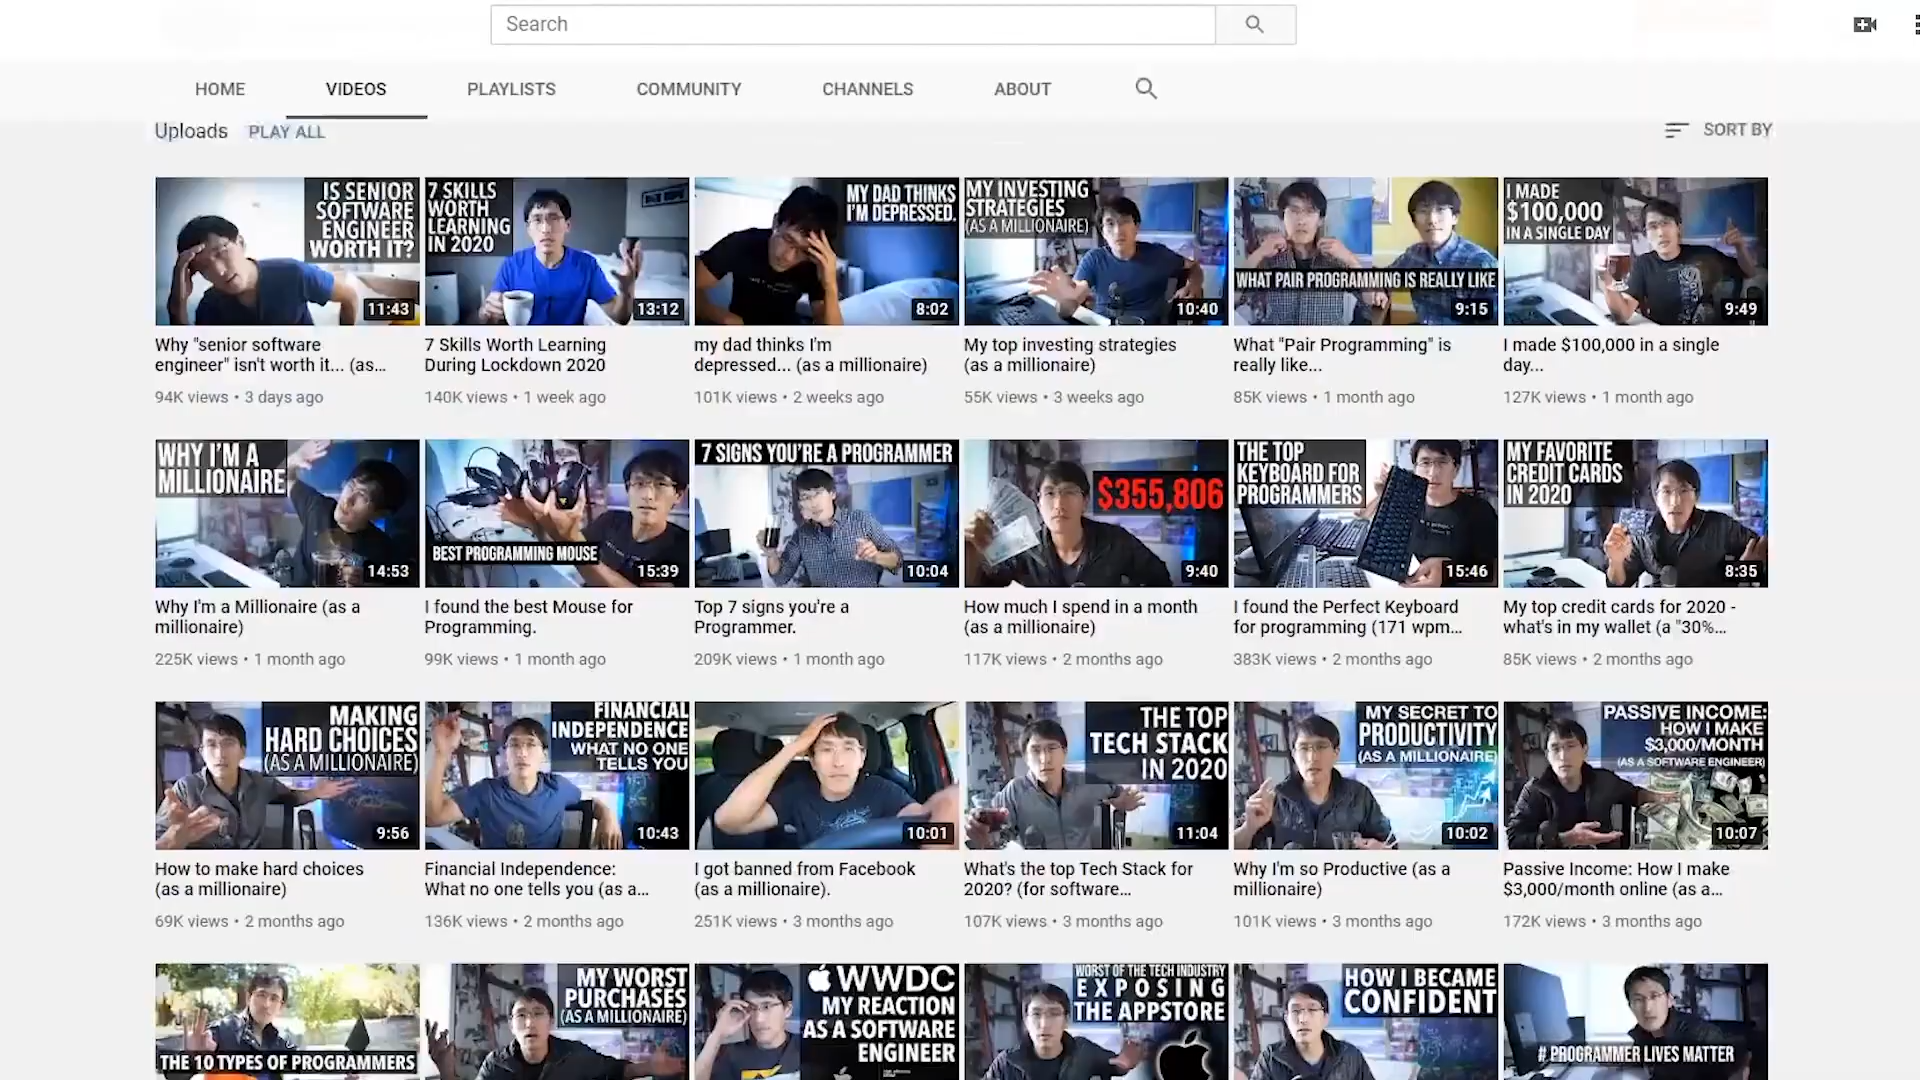 Search
HOME
VIDEOS
PLAYLISTS
COMMUNITY
CHANNELS
ABOUT
Uploads
PLAY ALL
SORT BY
IS SENIOR
SOFTWARE
ENGINEER
WORTH IT?
11:43
7 SKILLS
WORTH
LEARNING
IN 2020
13:12
MY DAD THINKS
I'M DEPRESSED.
8:02
MY INVESTING
STRATEGIES
(AS A MILLIONAIRE)
10:40
WHAT PAIR PROGRAMMING IS REALLY LIKE
9:15
I MADE
$100,000
IN A SINGLE DAY
9:49
Why "senior software
engineer" isn't worth it... (as...
94K views • 3 days ago
7 Skills Worth Learning
During Lockdown 2020
140K views • 1 week ago
my dad thinks I'm
depressed... (as a millionaire)
101K views • 2 weeks ago
My top investing strategies
(as a millionaire)
55K views • 3 weeks ago
What "Pair Programming" is
really like...
85K views • 1 month ago
I made $100,000 in a single
day...
127K views • 1 month ago
WHY I'M A
MILLIONAIRE
14:53
BEST PROGRAMMING MOUSE
15:39
7 SIGNS YOU'RE A PROGRAMMER
10:04
$355,806
9:40
THE TOP
KEYBOARD FOR
PROGRAMMERS
15:46
MY FAVORITE
CREDIT CARDS
IN 2020
8:35
Why I'm a Millionaire (as a
millionaire)
225K views • 1 month ago
I found the best Mouse for
Programming.
99K views • 1 month ago
Top 7 signs you're a
Programmer.
209K views • 1 month ago
How much I spend in a month
(as a millionaire)
117K views • 2 months ago
I found the Perfect Keyboard
for programming (171 wpm...
383K views • 2 months ago
My top credit cards for 2020 -
what's in my wallet (a "30%...
85K views • 2 months ago
MAKING
HARD CHOICES
(AS A MILLIONAIRE)
9:56
FINANCIAL
INDEPENDENCE
WHAT NO ONE
TELLS YOU
10:43
10:01
THE TOP
TECH STACK
IN 2020
11:04
MY SECRET TO
PRODUCTIVITY
(AS A MILLIONAIRE)
10:02
PASSIVE INCOME:
HOW I MAKE
$3,000/MONTH
(AS A SOFTWARE ENGINEER)
10:07
How to make hard choices
(as a millionaire)
69K views • 2 months ago
Financial Independence:
What no one tells you (as a...
136K views • 2 months ago
I got banned from Facebook
(as a millionaire).
251K views • 3 months ago
What's the top Tech Stack for
2020? (for software...
107K views • 3 months ago
Why I'm so Productive (as a
millionaire)
101K views • 3 months ago
Passive Income: How I make
$3,000/month online (as a...
172K views • 3 months ago
THE 10 TYPES OF PROGRAMMERS
MY WORST
PURCHASES
(AS A MILLIONAIRE)
WWDC
MY REACTION
AS A SOFTWARE
ENGINEER
WORST OF THE TECH INDUSTRY
EXPOSING
THE APPSTORE
HOW I BECAME
CONFIDENT
# PROGRAMMER LIVES MATTER